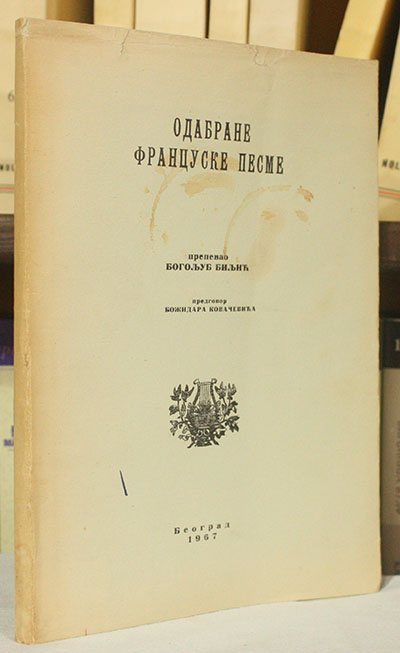 ОДАБРАНЕ
ФРАНЦУСКЕ ПЕСМЕ
препевао
БОГОЉУБ БИЉИЋ
предговор
БОЖИДАРА КОВАЧЕВИЋА
Београд
1967